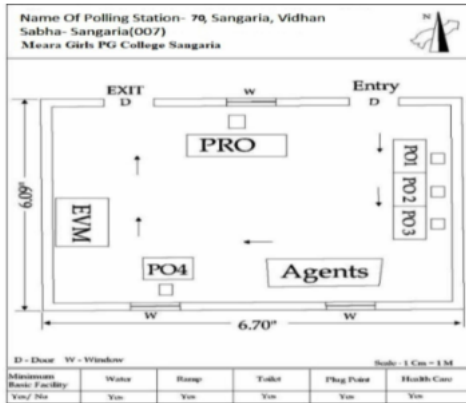 Name Of Polling Station- 70, Sangaria, Vidhan
Sabha- Sangaria(007)
Meara Girls PG College Sangaria
N
EXIT
W
Entry
D
D
PRO
PO1
PO2
PO3
6.09"
EVM
PO4
Agents
W
W
6.70"
D - Door W - Window
Scale - 1 Cm = 1 M
Minimum Basic Facility Water Ramp Toilet Plug Point Health Care
Yes/ No Yes Yes Yes Yes Yes